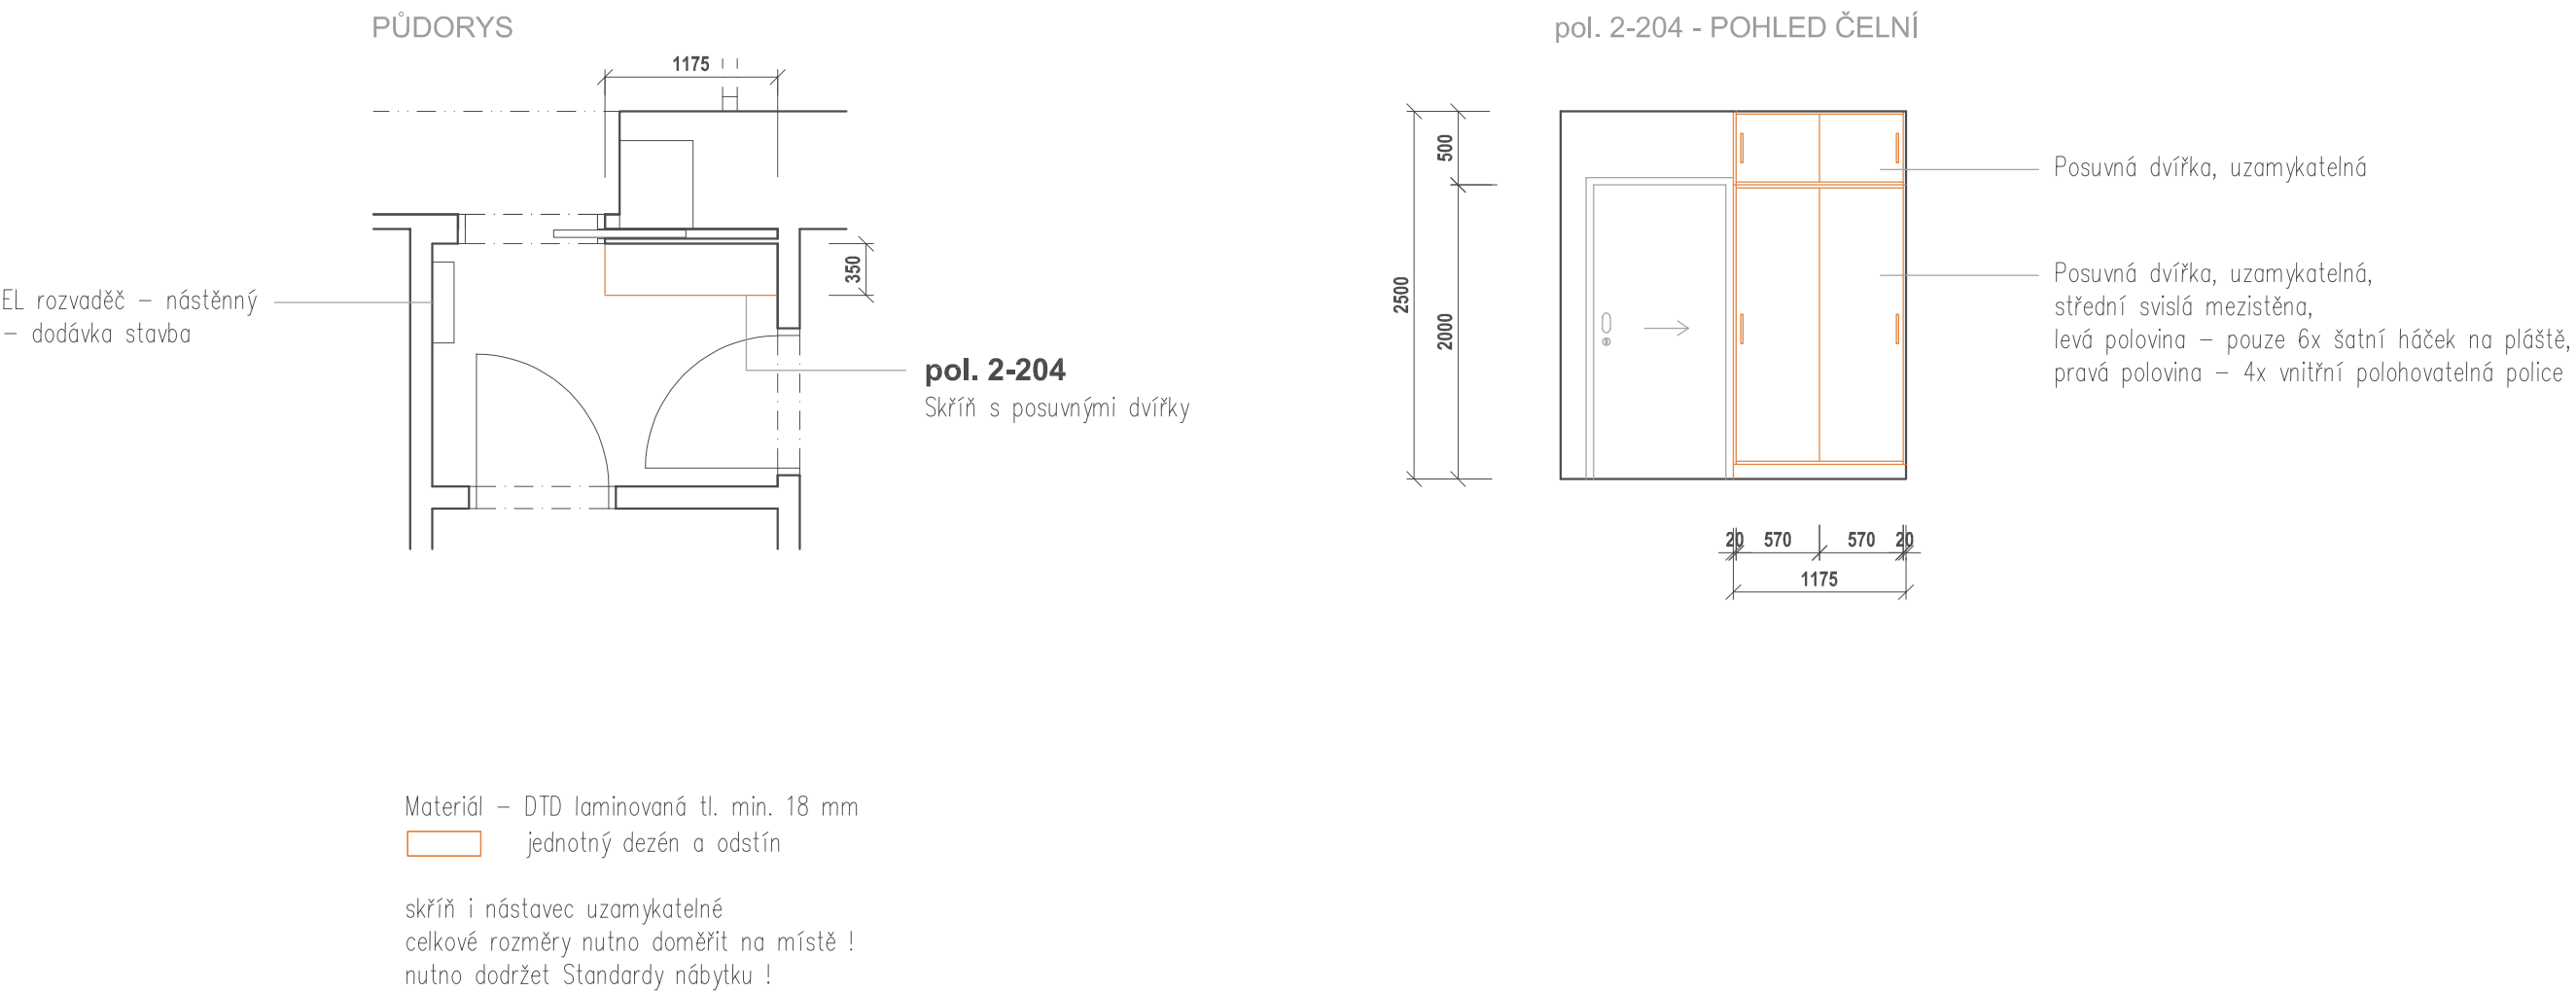 PŮDORYS
1175
350
EL rozvaděč – nástěnný
– dodávka stavba
pol. 2-204
Skříň s posuvnými dvířky
pol. 2-204 - POHLED ČELNÍ
500
2500
2000
Posuvná dvířka, uzamykatelná
Posuvná dvířka, uzamykatelná,
střední svislá mezistěna,
levá polovina – pouze 6x šatní háček na pláště,
pravá polovina – 4x vnitřní polohovatelná police
20 570 570 20
1175
Materiál – DTD laminovaná tl. min. 18 mm
jednotný dezén a odstín
skříň i nástavec uzamykatelné
celkové rozměry nutno doměřit na místě !
nutno dodržet Standardy nábytku !